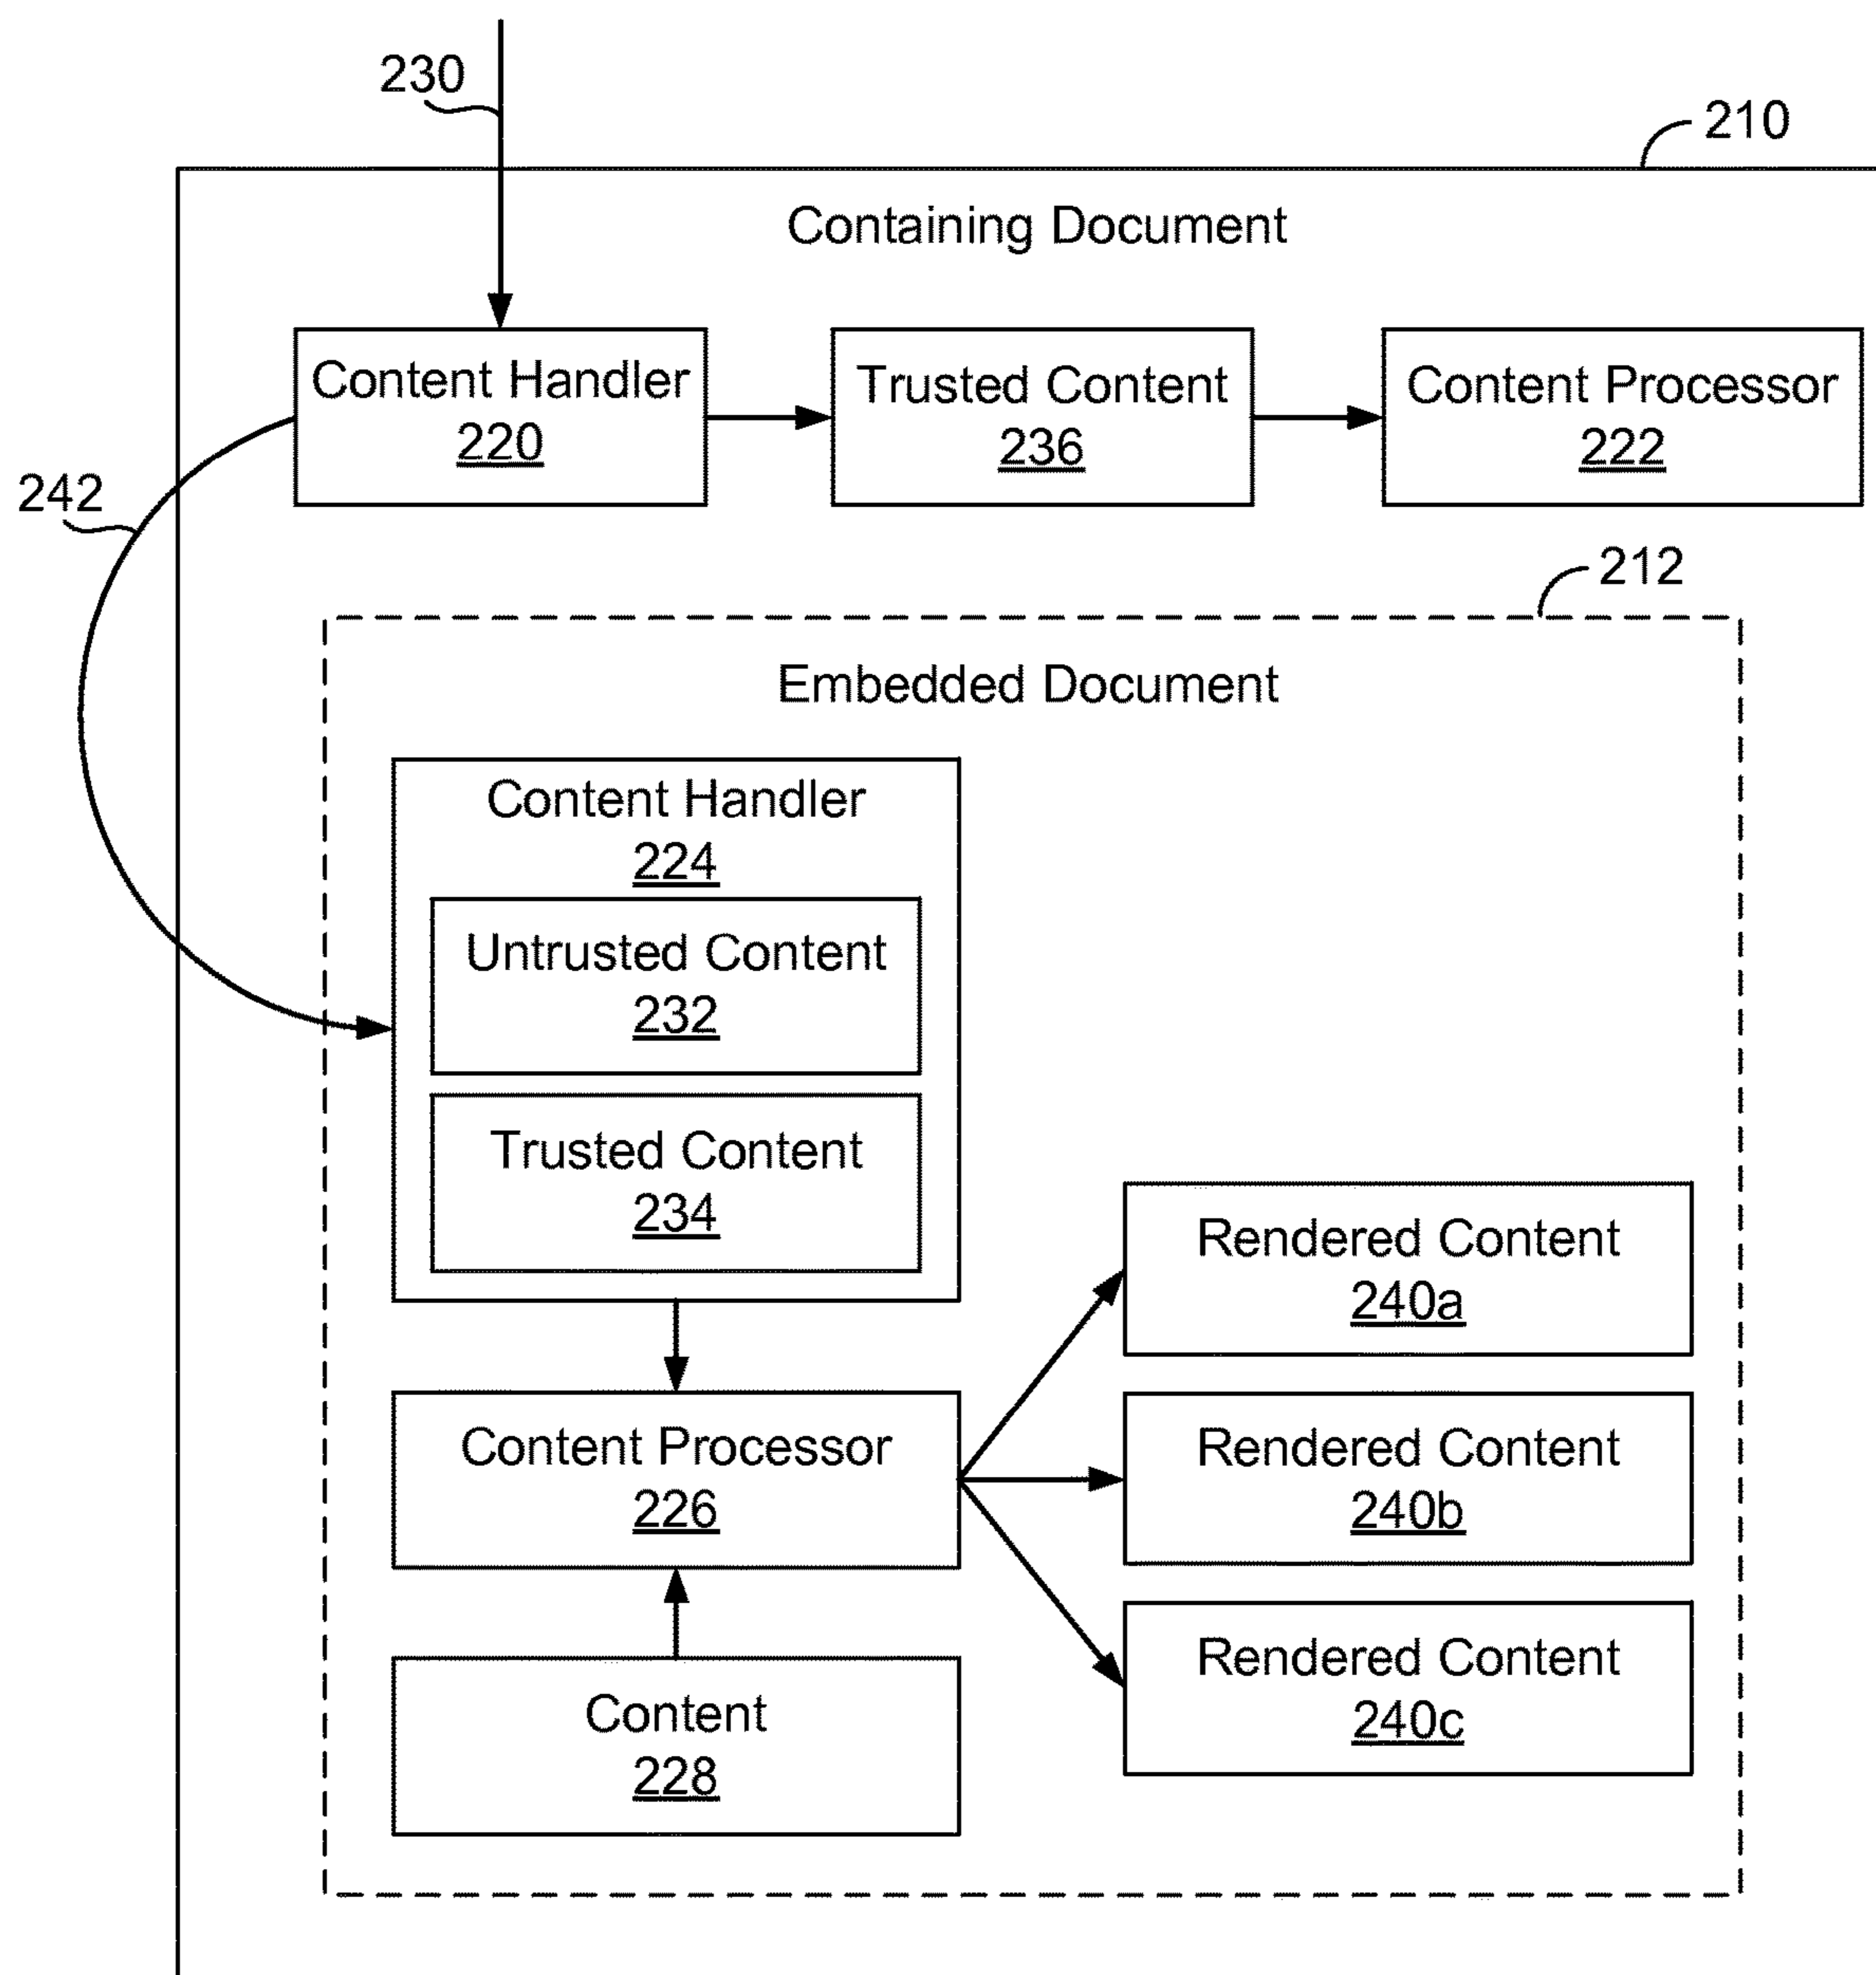 230
210
Containing Document
Content Handler
220
Trusted Content
236
Content Processor
222
242
212
Embedded Document
Content Handler
224
Untrusted Content
232
Trusted Content
234
Rendered Content
240a
Content Processor
226
Rendered Content
240b
Rendered Content
240c
Content
228